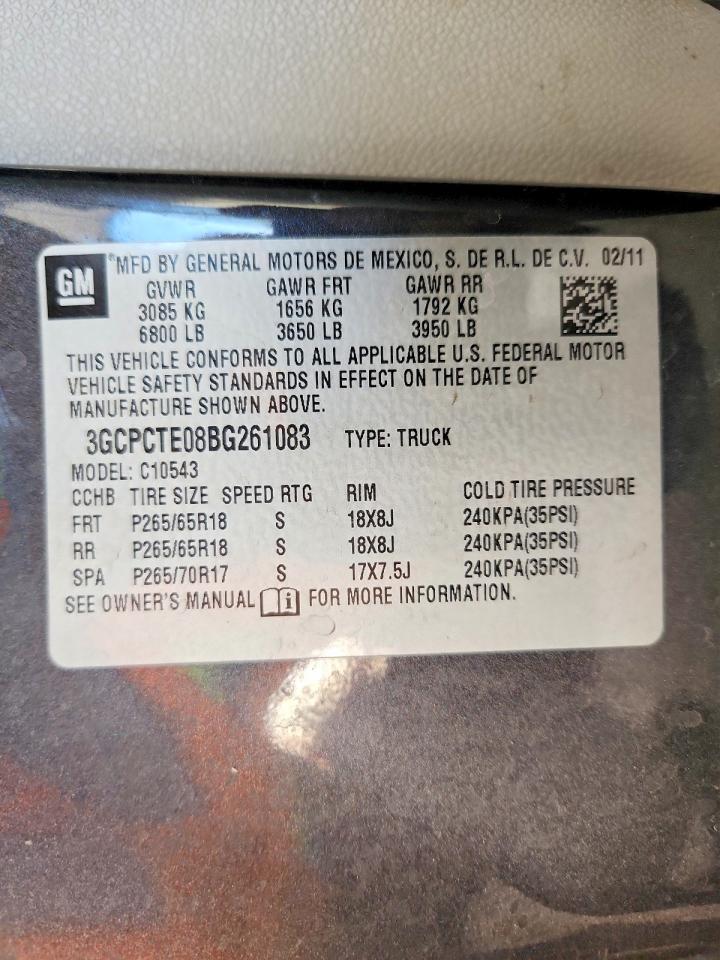 GM
®MFD BY GENERAL MOTORS DE MEXICO, S. DE R.L. DE C.V. 02/11
GVWR GAWR FRT GAWR RR
3085 KG 1656 KG 1792 KG
6800 LB 3650 LB 3950 LB
THIS VEHICLE CONFORMS TO ALL APPLICABLE U.S. FEDERAL MOTOR
VEHICLE SAFETY STANDARDS IN EFFECT ON THE DATE OF
MANUFACTURE SHOWN ABOVE.
3GCPCTE08BG261083 TYPE: TRUCK
MODEL: C10543
CCHB TIRE SIZE SPEED RTG RIM COLD TIRE PRESSURE
FRT P265/65R18 S 18X8J 240KPA(35PSI)
RR P265/65R18 S 18X8J 240KPA(35PSI)
SPA P265/70R17 S 17X7.5J 240KPA(35PSI)
SEE OWNER'S MANUAL i FOR MORE INFORMATION.